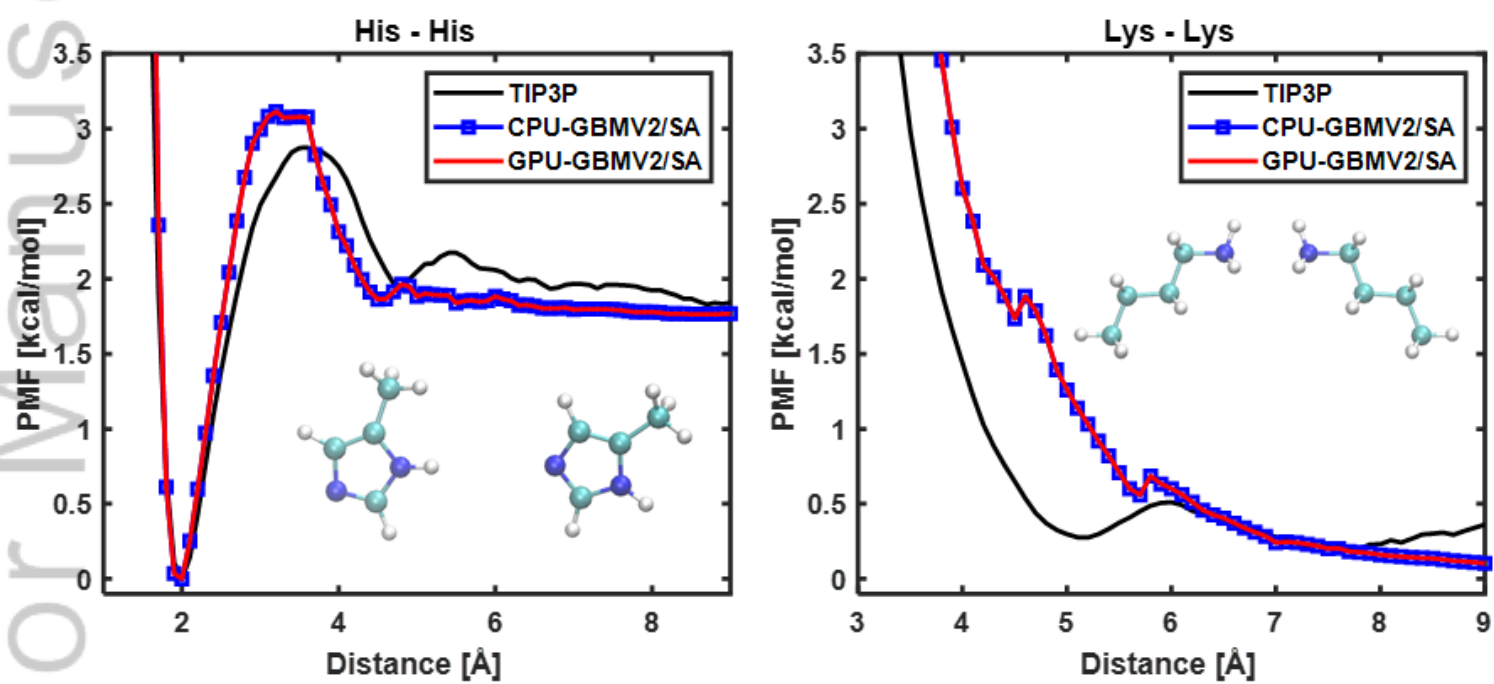 or Manus
His - His
3.5
3
2.5
2
1.5
1
0.5
0
PMF [kcal/mol]
TIP3P
CPU-GBMV2/SA
GPU-GBMV2/SA
2 4 6 8
Distance [Å]
Lys - Lys
3.5
3
2.5
2
1.5
1
0.5
0
PMF [kcal/mol]
TIP3P
CPU-GBMV2/SA
GPU-GBMV2/SA
3 4 5 6 7 8 9
Distance [Å]